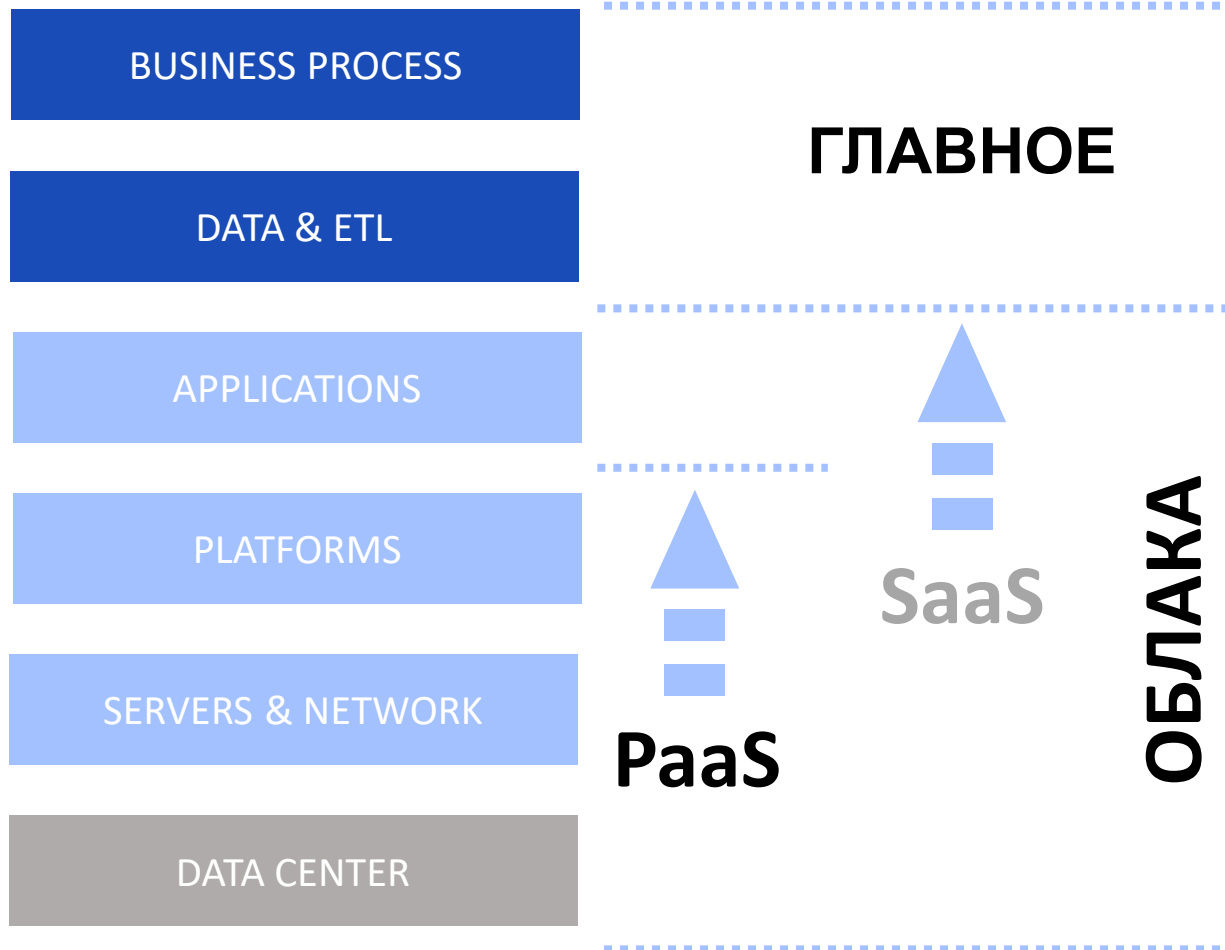 BUSINESS PROCESS
ГЛАВНОЕ
DATA & ETL
APPLICATIONS
PLATFORMS
SaaS
ОБЛАКА
SERVERS & NETWORK
PaaS
DATA CENTER